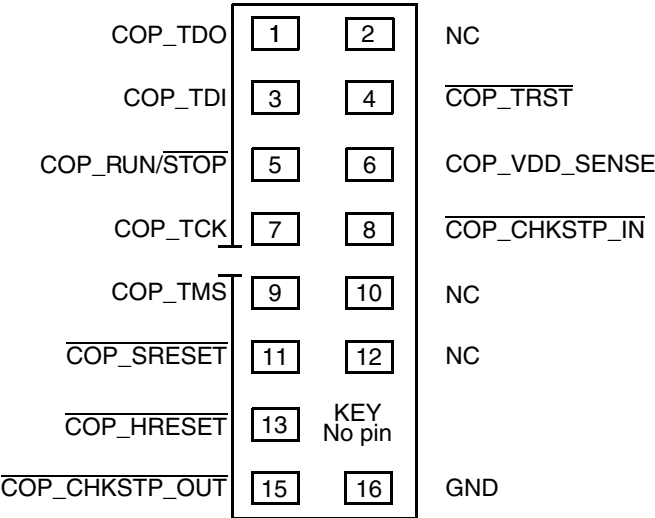 COP_TDO 1 2 NC
COP_TDI 3 4 COP_TRST
COP_RUN/STOP 5 6 COP_VDD_SENSE
COP_TCK 7 8 COP_CHKSTP_IN
COP_TMS 9 10 NC
COP_SRESET 11 12 NC
COP_HRESET 13 KEY
No pin
COP_CHKSTP_OUT 15 16 GND